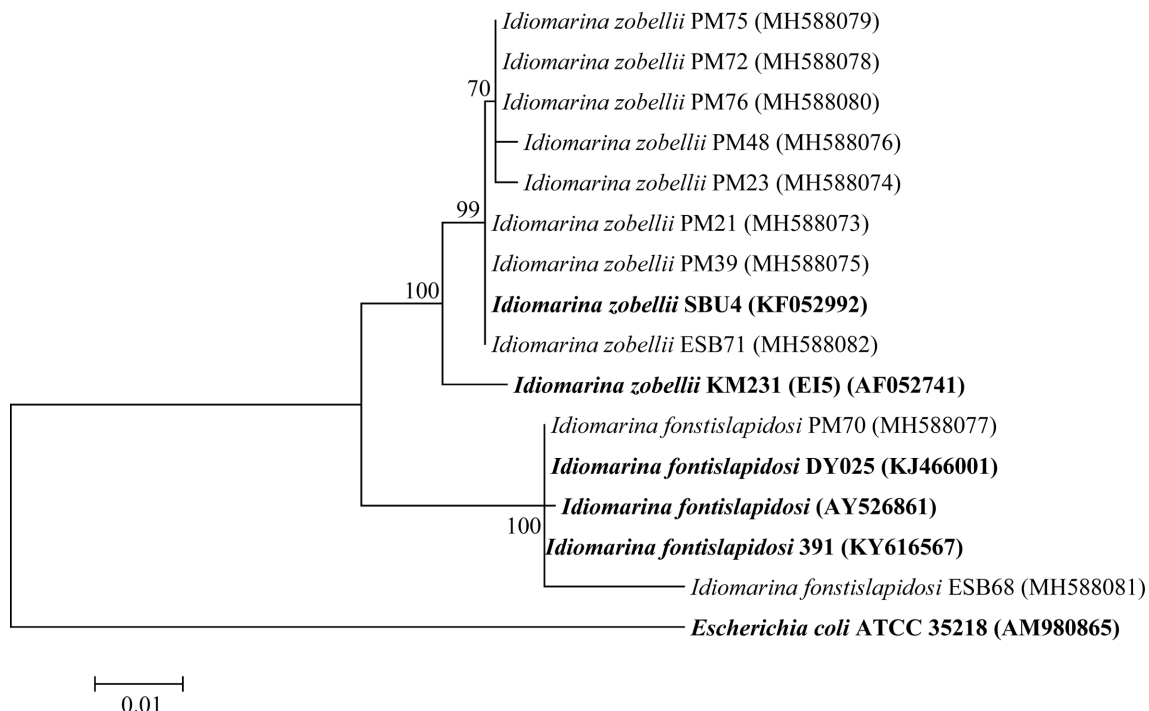 Idiomarina zobellii PM75 (MH588079)
Idiomarina zobellii PM72 (MH588078)
70
Idiomarina zobellii PM76 (MH588080)
Idiomarina zobellii PM48 (MH588076)
Idiomarina zobellii PM23 (MH588074)
99
Idiomarina zobellii PM21 (MH588073)
Idiomarina zobellii PM39 (MH588075)
100
Idiomarina zobellii SBU4 (KF052992)
Idiomarina zobellii ESB71 (MH588082)
Idiomarina zobellii KM231 (EI5) (AF052741)
Idiomarina fonstislapidosi PM70 (MH588077)
Idiomarina fontislapidosi DY025 (KJ466001)
Idiomarina fontislapidosi (AY526861)
100
Idiomarina fontislapidosi 391 (KY616567)
Idiomarina fonstislapidosi ESB68 (MH588081)
Escherichia coli ATCC 35218 (AM980865)
0.01